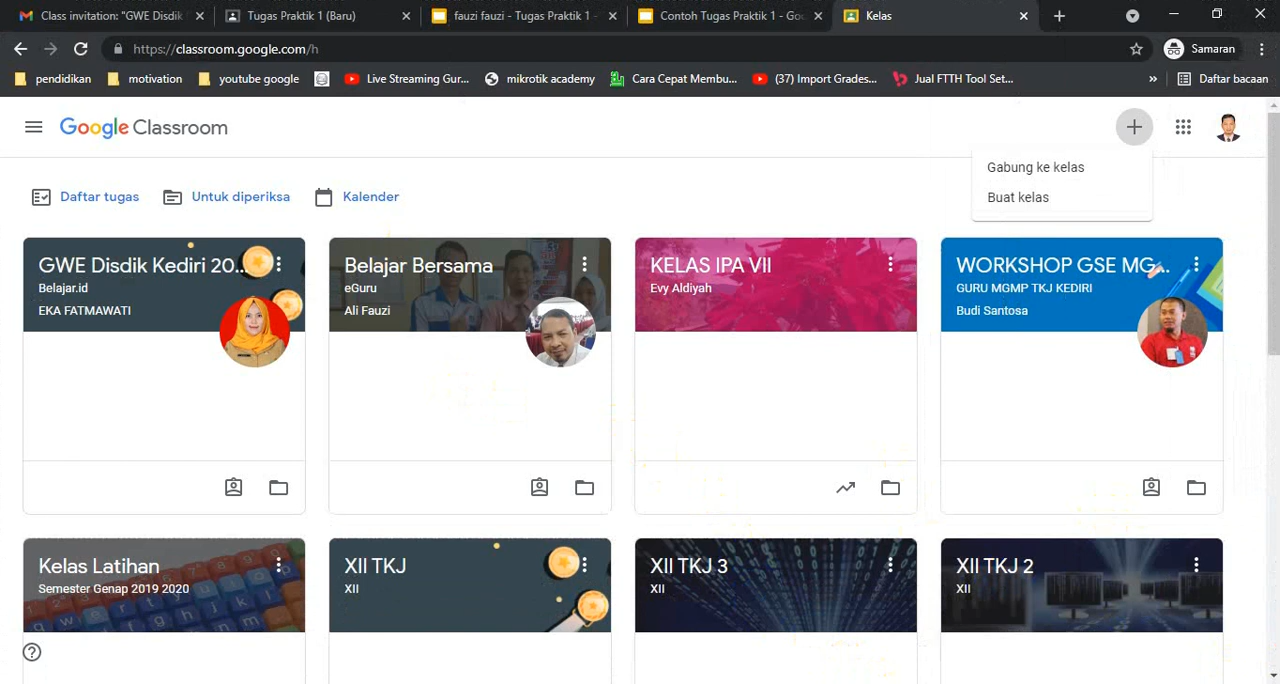 Class invitation: "GWE Disdik
Tugas Praktik 1 (Baru)
fauzi fauzi - Tugas Praktik 1 -
Contoh Tugas Praktik 1 - Goo
Kelas
https://classroom.google.com/h
Samaran
pendidikan
motivation
youtube google
Live Streaming Gur...
mikrotik academy
Cara Cepat Membu...
(37) Import Grades...
Jual FTTH Tool Set...
»
Daftar bacaan
Google Classroom
Gabung ke kelas
Buat kelas
Daftar tugas
Untuk diperiksa
Kalender
GWE Disdik Kediri 20...
Belajar.id
EKA FATMAWATI
Belajar Bersama
eGuru
Ali Fauzi
KELAS IPA VII
Evy Aldiyah
WORKSHOP GSE MG...
GURU MGMP TKJ KEDIRI
Budi Santosa
Kelas Latihan
Semester Genap 2019 2020
XII TKJ
XII
XII TKJ 3
XII
XII TKJ 2
XII